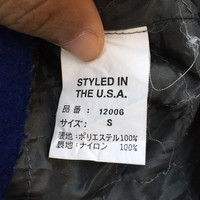 STYLED IN
THE U.S.A.
品番: 12006
サイズ: S
表地:ポリエステル100%
裏地:ナイロン 100%